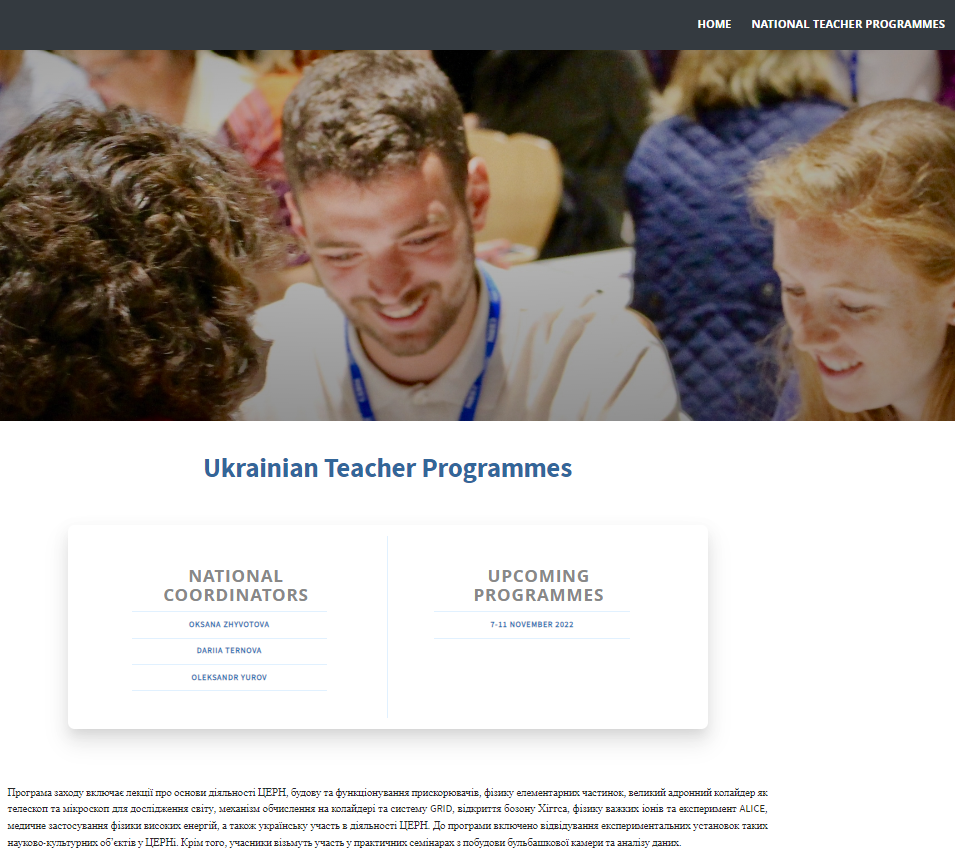 HOME NATIONAL TEACHER PROGRAMMES
Ukrainian Teacher Programmes
NATIONAL
COORDINATORS
OKSANA ZHYVOTOVA
DARIIA TERNOVA
OLEKSANDR YUROV
UPCOMING
PROGRAMMES
7-11 NOVEMBER 2022
Програма заходу включає лекції про основи діяльності ЦЕРН, будову та функціонування прискорювачів, фізику елементарних частинок, великий адронний колайдер як
телескоп та мікроскоп для дослідження світу, механізм обчислення на колайдері та систему GRID, відкриття бозону Хіггса, фізику важких іонів та експеримент ALICE,
медичне застосування фізики високих енергій, а також українську участь в діяльності ЦЕРН. До програми включено відвідування експериментальних установок таких
науково-культурних об'єктів у ЦЕРНі. Крім того, учасники візьмуть участь у практичних семінарах з побудови бульбашкової камери та аналізу даних.